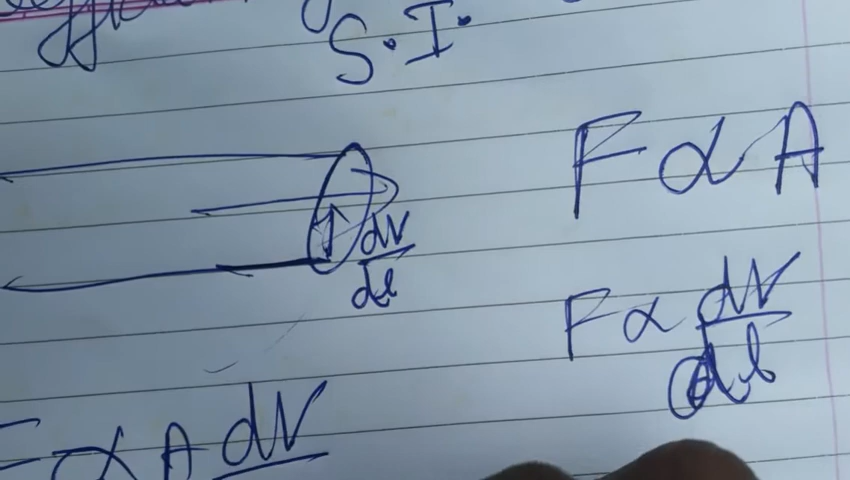 S.I.
F ∝ A
dv
dl
F ∝ dv
dl
∝ A dv